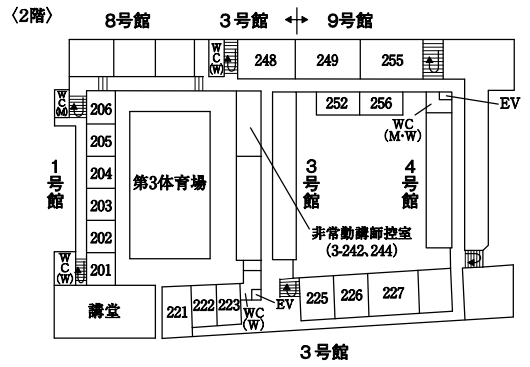 〈2階〉
8号館
3号館
9号館
WC(W)
248
249
255
WC(M)
206
252
256
EV
WC
(M・W)
205
204
203
202
201
第3体育場
1号館
3号館
4号館
非常勤講師控室
(3-242、244)
WC(W)
講堂
221
222
223
EV
WC
(W)
225
226
227
3号館